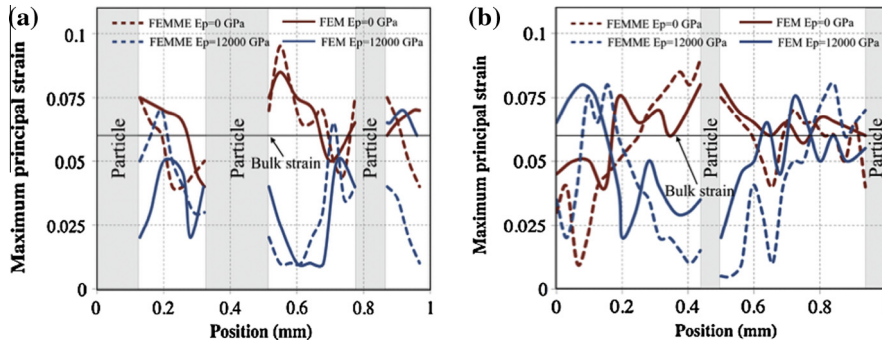 (a)
FEMME Ep=0 GPa
FEM Ep=0 GPa
FEMME Ep=12000 GPa
FEM Ep=12000 GPa
Maximum principal strain
0.1
0.075
0.05
0.025
0
Particle
Particle
Particle
Bulk strain
0
0.2
0.4
0.6
0.8
1
Position (mm)
(b)
FEMME Ep=0 GPa
FEM Ep=0 GPa
FEMME Ep=12000 GPa
FEM Ep=12000 GPa
Maximum principal strain
0.1
0.075
0.05
0.025
0
Bulk strain
Particle
Particle
0
0.2
0.4
0.6
0.8
Position (mm)